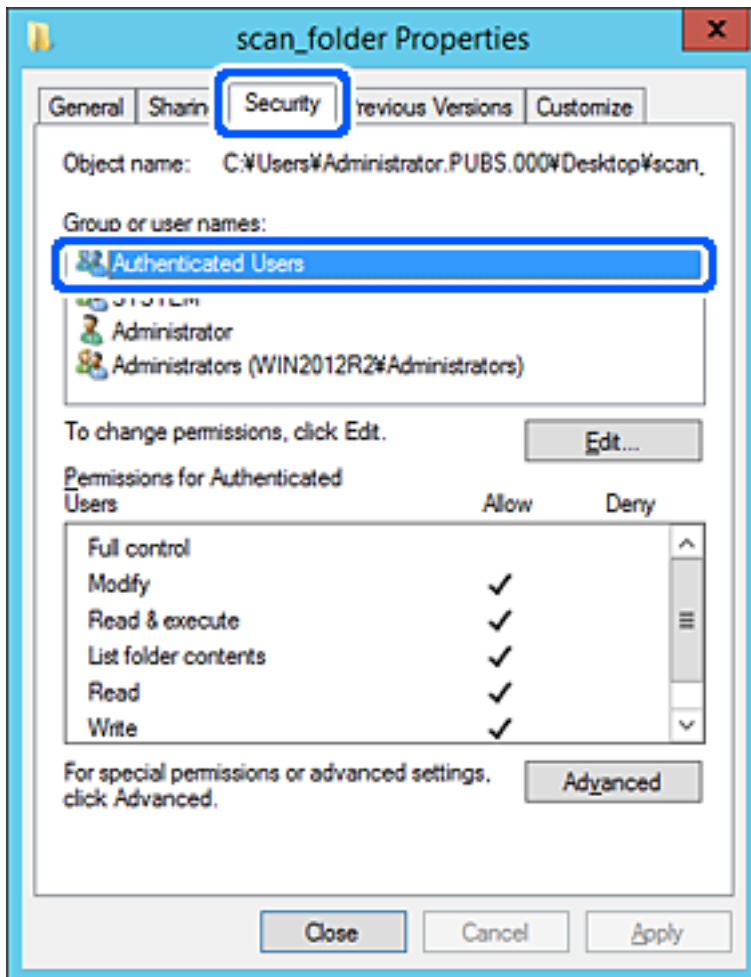 scan_folder Properties
General Security Previous Versions Customize
Object name: C:¥Users¥Administrator.PUBS.000¥Desktop¥scan_
Group or user names:
Authenticated Users
SYSTEM
Administrator
Administrators (WIN2012R2¥Administrators)
To change permissions, click Edit.
Edit...
Permissions for Authenticated
Users Allow Deny
Full control
Modify
Read & execute
List folder contents
Read
Write
For special permissions or advanced settings,
click Advanced.
Advanced
Close Cancel Apply